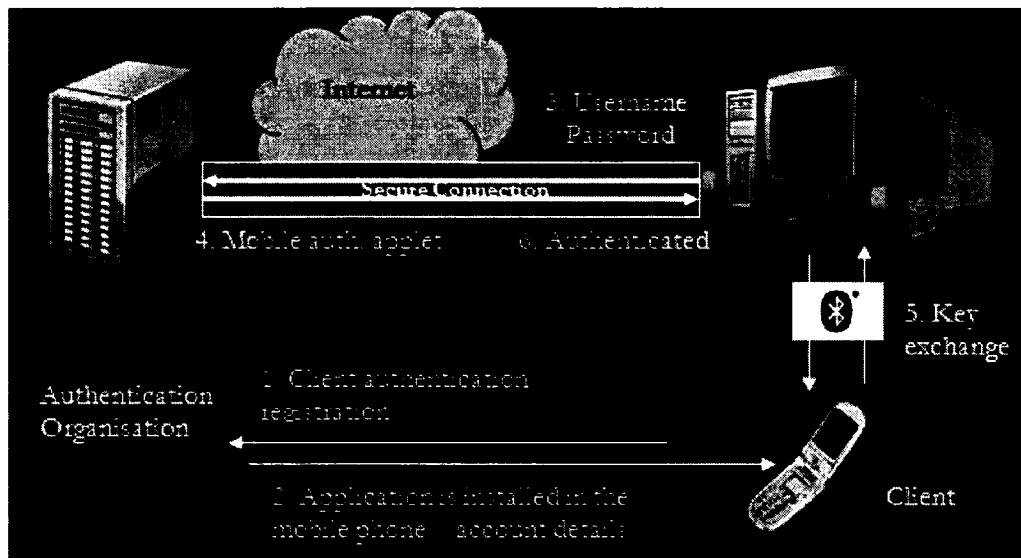 Internet
3. Username
Password
Secure Connection
4. Mobile auth. applet
6. Authenticated
5. Key
exchange
1. Client authentication
registration
Authentication
Organisation
2. Application is installed in the
mobile phone – account details
Client